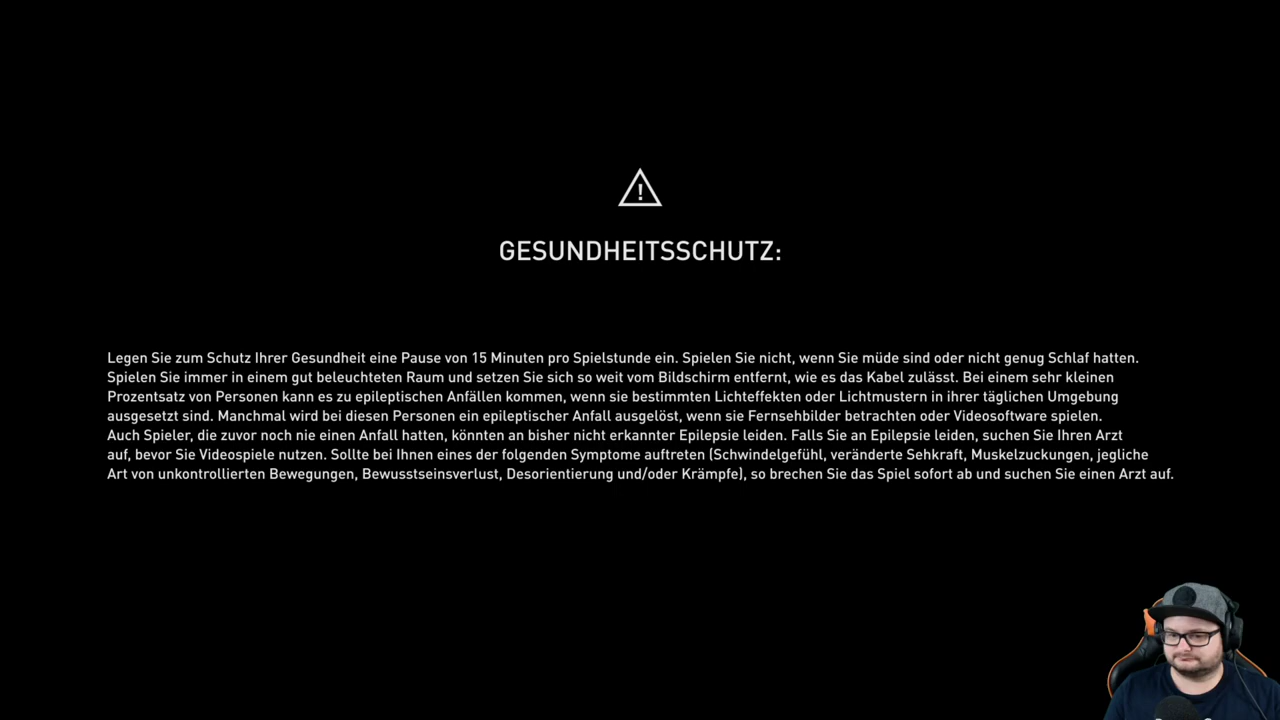 GESUNDHEITSSCHUTZ:
Legen Sie zum Schutz Ihrer Gesundheit eine Pause von 15 Minuten pro Spielstunde ein. Spielen Sie nicht, wenn Sie müde sind oder nicht genug Schlaf hatten.
Spielen Sie immer in einem gut beleuchteten Raum und setzen Sie sich so weit vom Bildschirm entfernt, wie es das Kabel zulässt. Bei einem sehr kleinen
Prozentsatz von Personen kann es zu epileptischen Anfällen kommen, wenn sie bestimmten Lichteffekten oder Lichtmustern in ihrer täglichen Umgebung
ausgesetzt sind. Manchmal wird bei diesen Personen ein epileptischer Anfall ausgelöst, wenn sie Fernsehbilder betrachten oder Videosoftware spielen.
Auch Spieler, die zuvor noch nie einen Anfall hatten, könnten an bisher nicht erkannter Epilepsie leiden. Falls Sie an Epilepsie leiden, suchen Sie Ihren Arzt
auf, bevor Sie Videospiele nutzen. Sollte bei Ihnen eines der folgenden Symptome auftreten (Schwindelgefühl, veränderte Sehkraft, Muskelzuckungen, jegliche
Art von unkontrollierten Bewegungen, Bewusstseinsverlust, Desorientierung und/oder Krämpfe), so brechen Sie das Spiel sofort ab und suchen Sie einen Arzt auf.